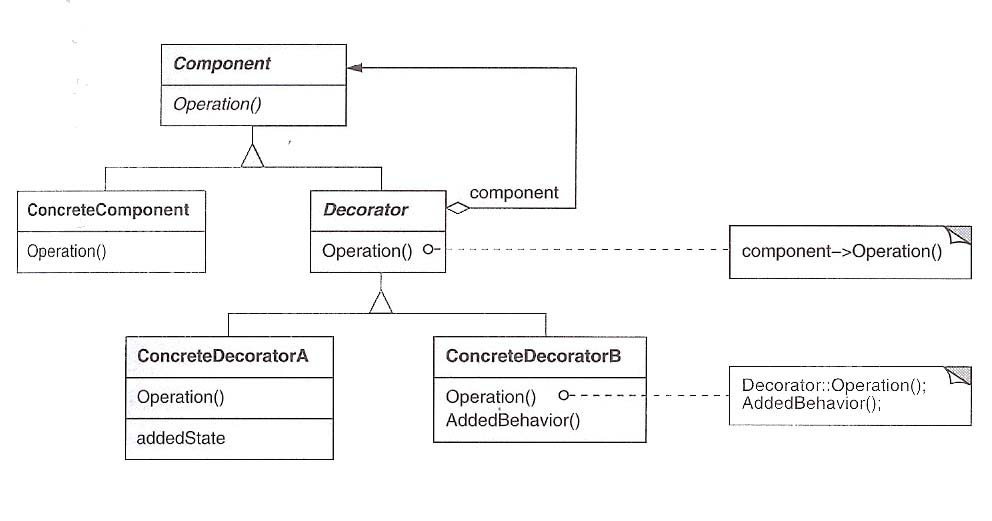 Component
Operation()
ConcreteComponent
Operation()
Decorator
Operation()
component
component->Operation()
ConcreteDecoratorA
Operation()
addedState
ConcreteDecoratorB
Operation()
AddedBehavior()
Decorator::Operation();
AddedBehavior();